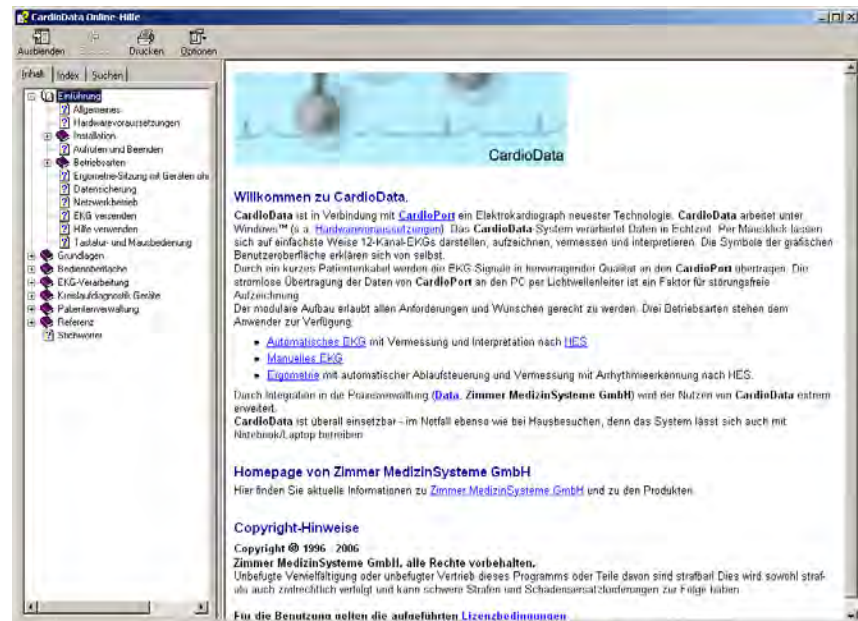 CardioData Online-Hilfe
Ausblenden Drucken Optionen
Inhalt Index Suchen
Einführung
Allgemeines
Hardwarevoraussetzungen
Installation
Aufrufen und Beenden
Betriebsarten
Ergometrie-Sitzung mit Geräten ohn
Datensicherung
Netzwerkbetrieb
EKG versenden
Hilfe verwenden
Tastatur- und Mausbedienung
Grundlagen
Bedienoberfläche
EKG-Verarbeitung
Kreislaufdiagnostik Geräte
Patientenverwaltung
Referenz
Stichwörter
CardioData
Willkommen zu CardioData.
CardioData ist in Verbindung mit CardioPort ein Elektrokardiograph neuester Technologie. CardioData arbeitet unter
Windows™ (s.a. Hardwarevoraussetzungen). Das CardioData-System verarbeitet Daten in Echtzeit. Per Mausklick lassen
sich auf einfachste Weise 12-Kanal-EKGs darstellen, aufzeichnen, vermessen und interpretieren. Die Symbole der grafischen
Benutzeroberfläche erklären sich von selbst.
Durch ein kurzes Patientenkabel werden die EKG-Signale in hervorragender Qualität an den CardioPort übertragen. Die
stromlose Übertragung der Daten von CardioPort an den PC per Lichtwellenleiter ist ein Faktor für störungsfreie
Aufzeichnung.
Der modulare Aufbau erlaubt allen Anforderungen und Wünschen gerecht zu werden. Drei Betriebsarten stehen dem
Anwender zur Verfügung:
• Automatisches EKG mit Vermessung und Interpretation nach HES
• Manuelles EKG
• Ergometrie mit automatischer Ablaufsteuerung und Vermessung mit Arrhythmieerkennung nach HES.
Durch Integration in die Praxisverwaltung (Data, Zimmer MedizinSysteme GmbH) wird der Nutzen von CardioData extrem
erweitert.
CardioData ist überall einsetzbar - im Notfall ebenso wie bei Hausbesuchen, denn das System lässt sich auch mit
Notebook/Laptop betreiben
Homepage von Zimmer MedizinSysteme GmbH
Hier finden Sie aktuelle Informationen zu Zimmer MedizinSysteme GmbH und zu den Produkten.
Copyright-Hinweise
Copyright © 1996 - 2006
Zimmer MedizinSysteme GmbH, alle Rechte vorbehalten.
Unbefugte Vervielfältigung oder unbefugter Vertrieb dieses Programms oder Teile davon sind strafbar! Dies wird sowohl straf-
als auch zivilrechtlich verfolgt und kann schwere Strafen und Schadensersatzforderungen zur Folge haben.
Für die Benutzung gelten die aufgeführten Lizenzbedingungen